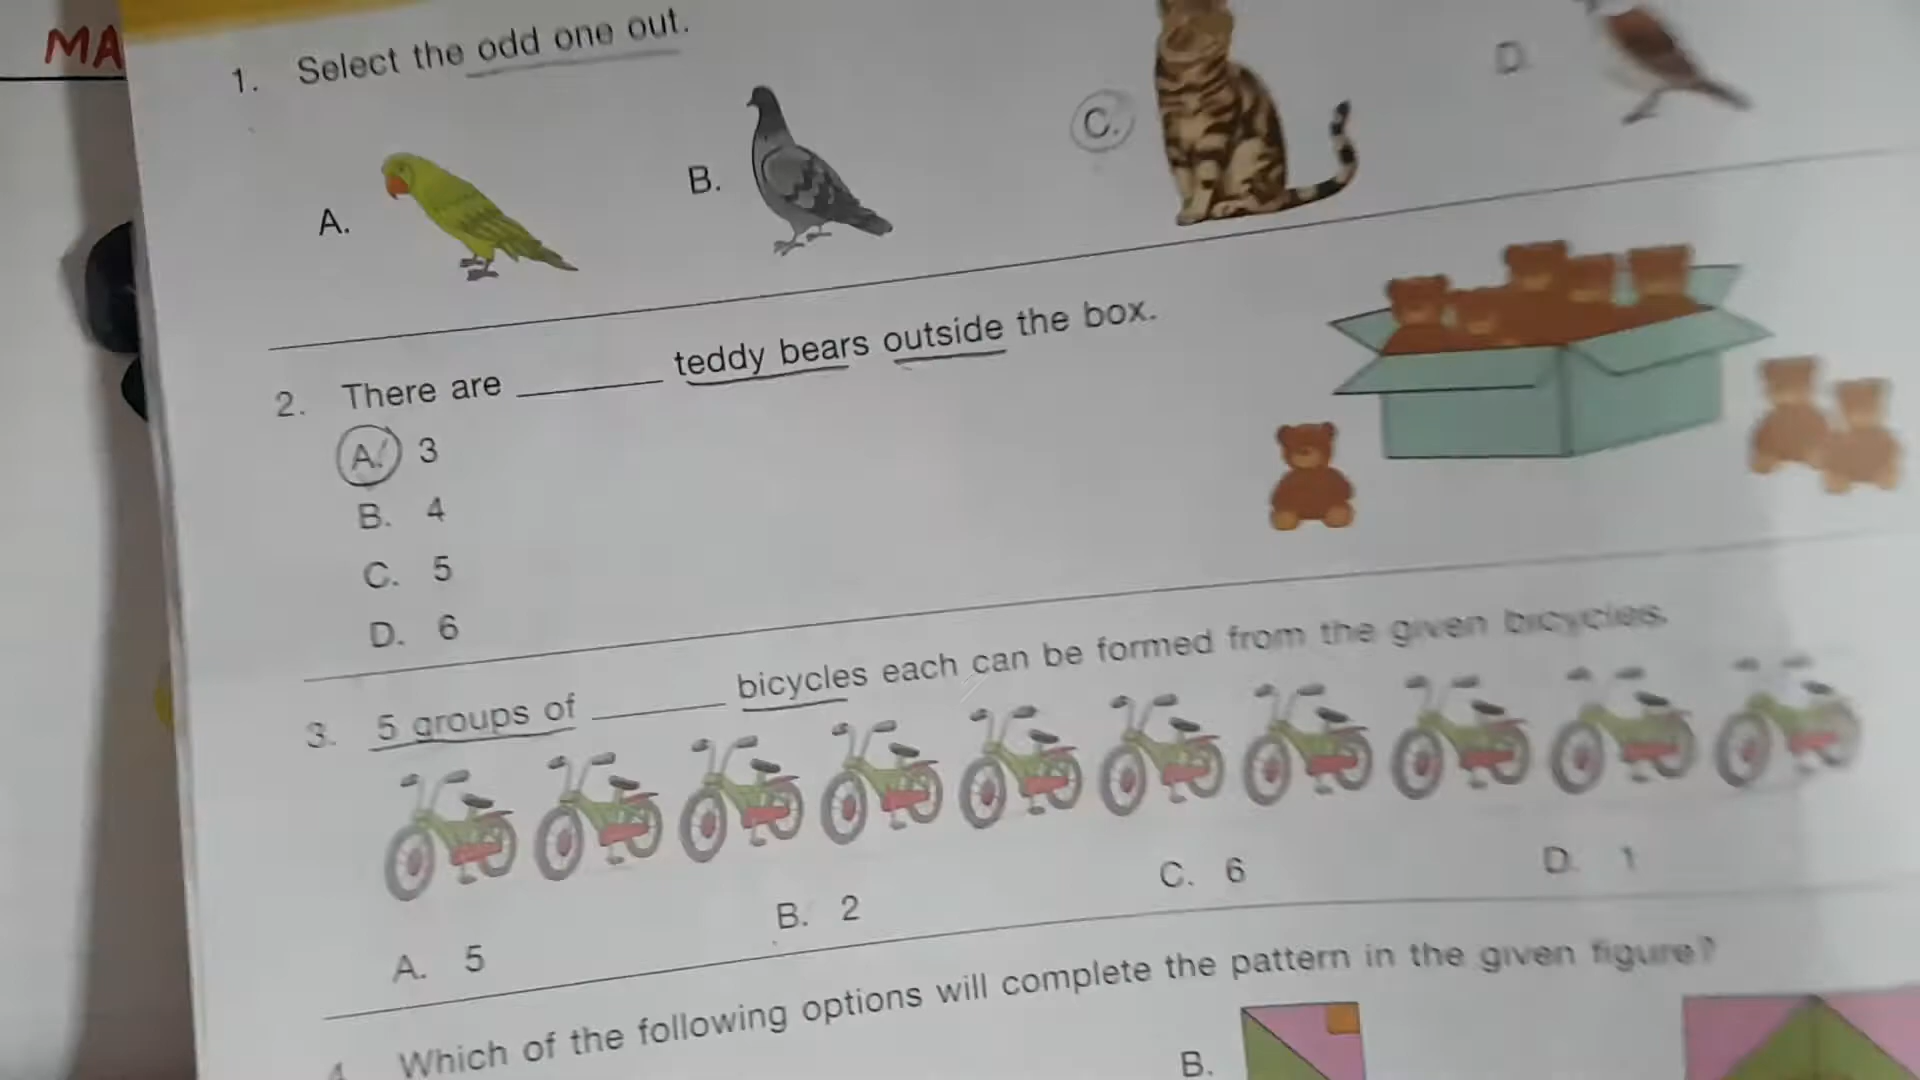 MA
1. Select the odd one out.
A.
B.
C.
D.
2. There are ______ teddy bears outside the box.
A. 3
B. 4
C. 5
D. 6
3. 5 groups of ______ bicycles each can be formed from the given bicycles.
A. 5
B. 2
C. 6
D. 1
4 Which of the following options will complete the pattern in the given figure?
B.